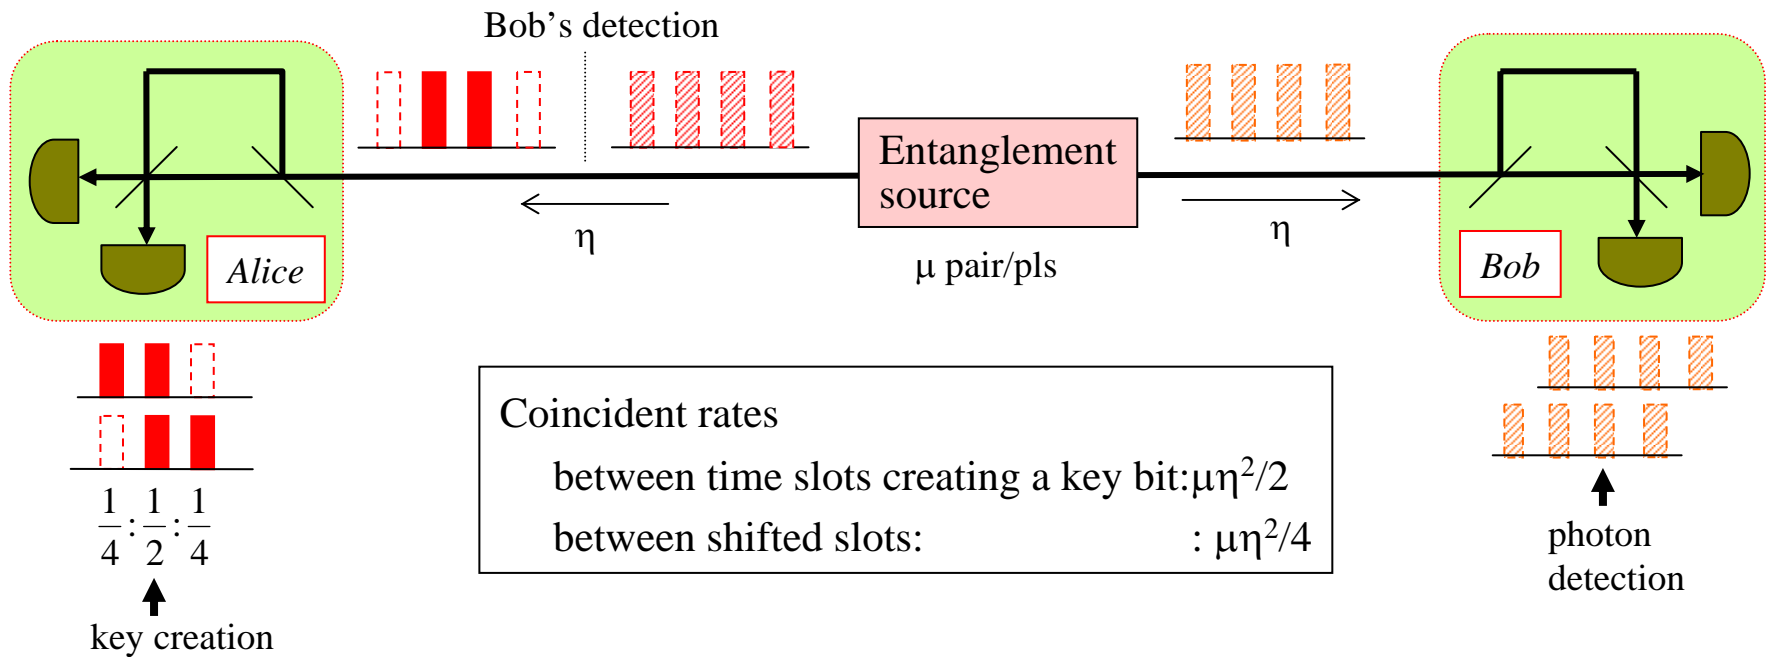 Bob’s detection
Entanglement
source
η
η
μ pair/pls
Alice
Bob
Coincident rates
between time slots creating a key bit:μη²/2
between shifted slots: : μη²/4
1/4 : 1/2 : 1/4
key creation
photon
detection